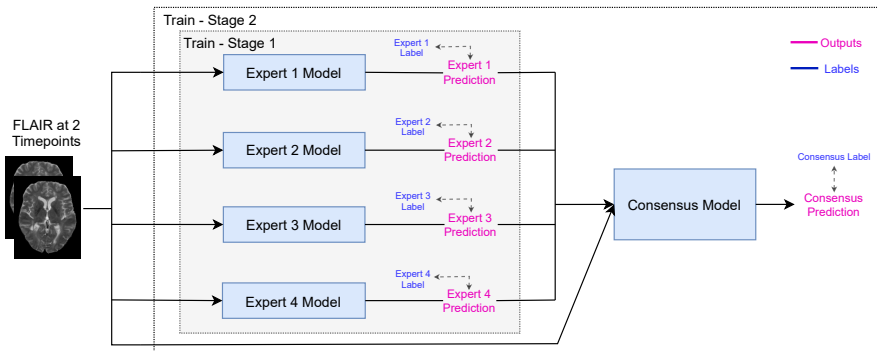 Train - Stage 2
Train - Stage 1
Outputs
Labels
FLAIR at 2
Timepoints
Expert 1 Model
Expert 1
Label
Expert 1
Prediction
Expert 2 Model
Expert 2
Label
Expert 2
Prediction
Expert 3 Model
Expert 3
Label
Expert 3
Prediction
Expert 4 Model
Expert 4
Label
Expert 4
Prediction
Consensus Model
Consensus Label
Consensus
Prediction